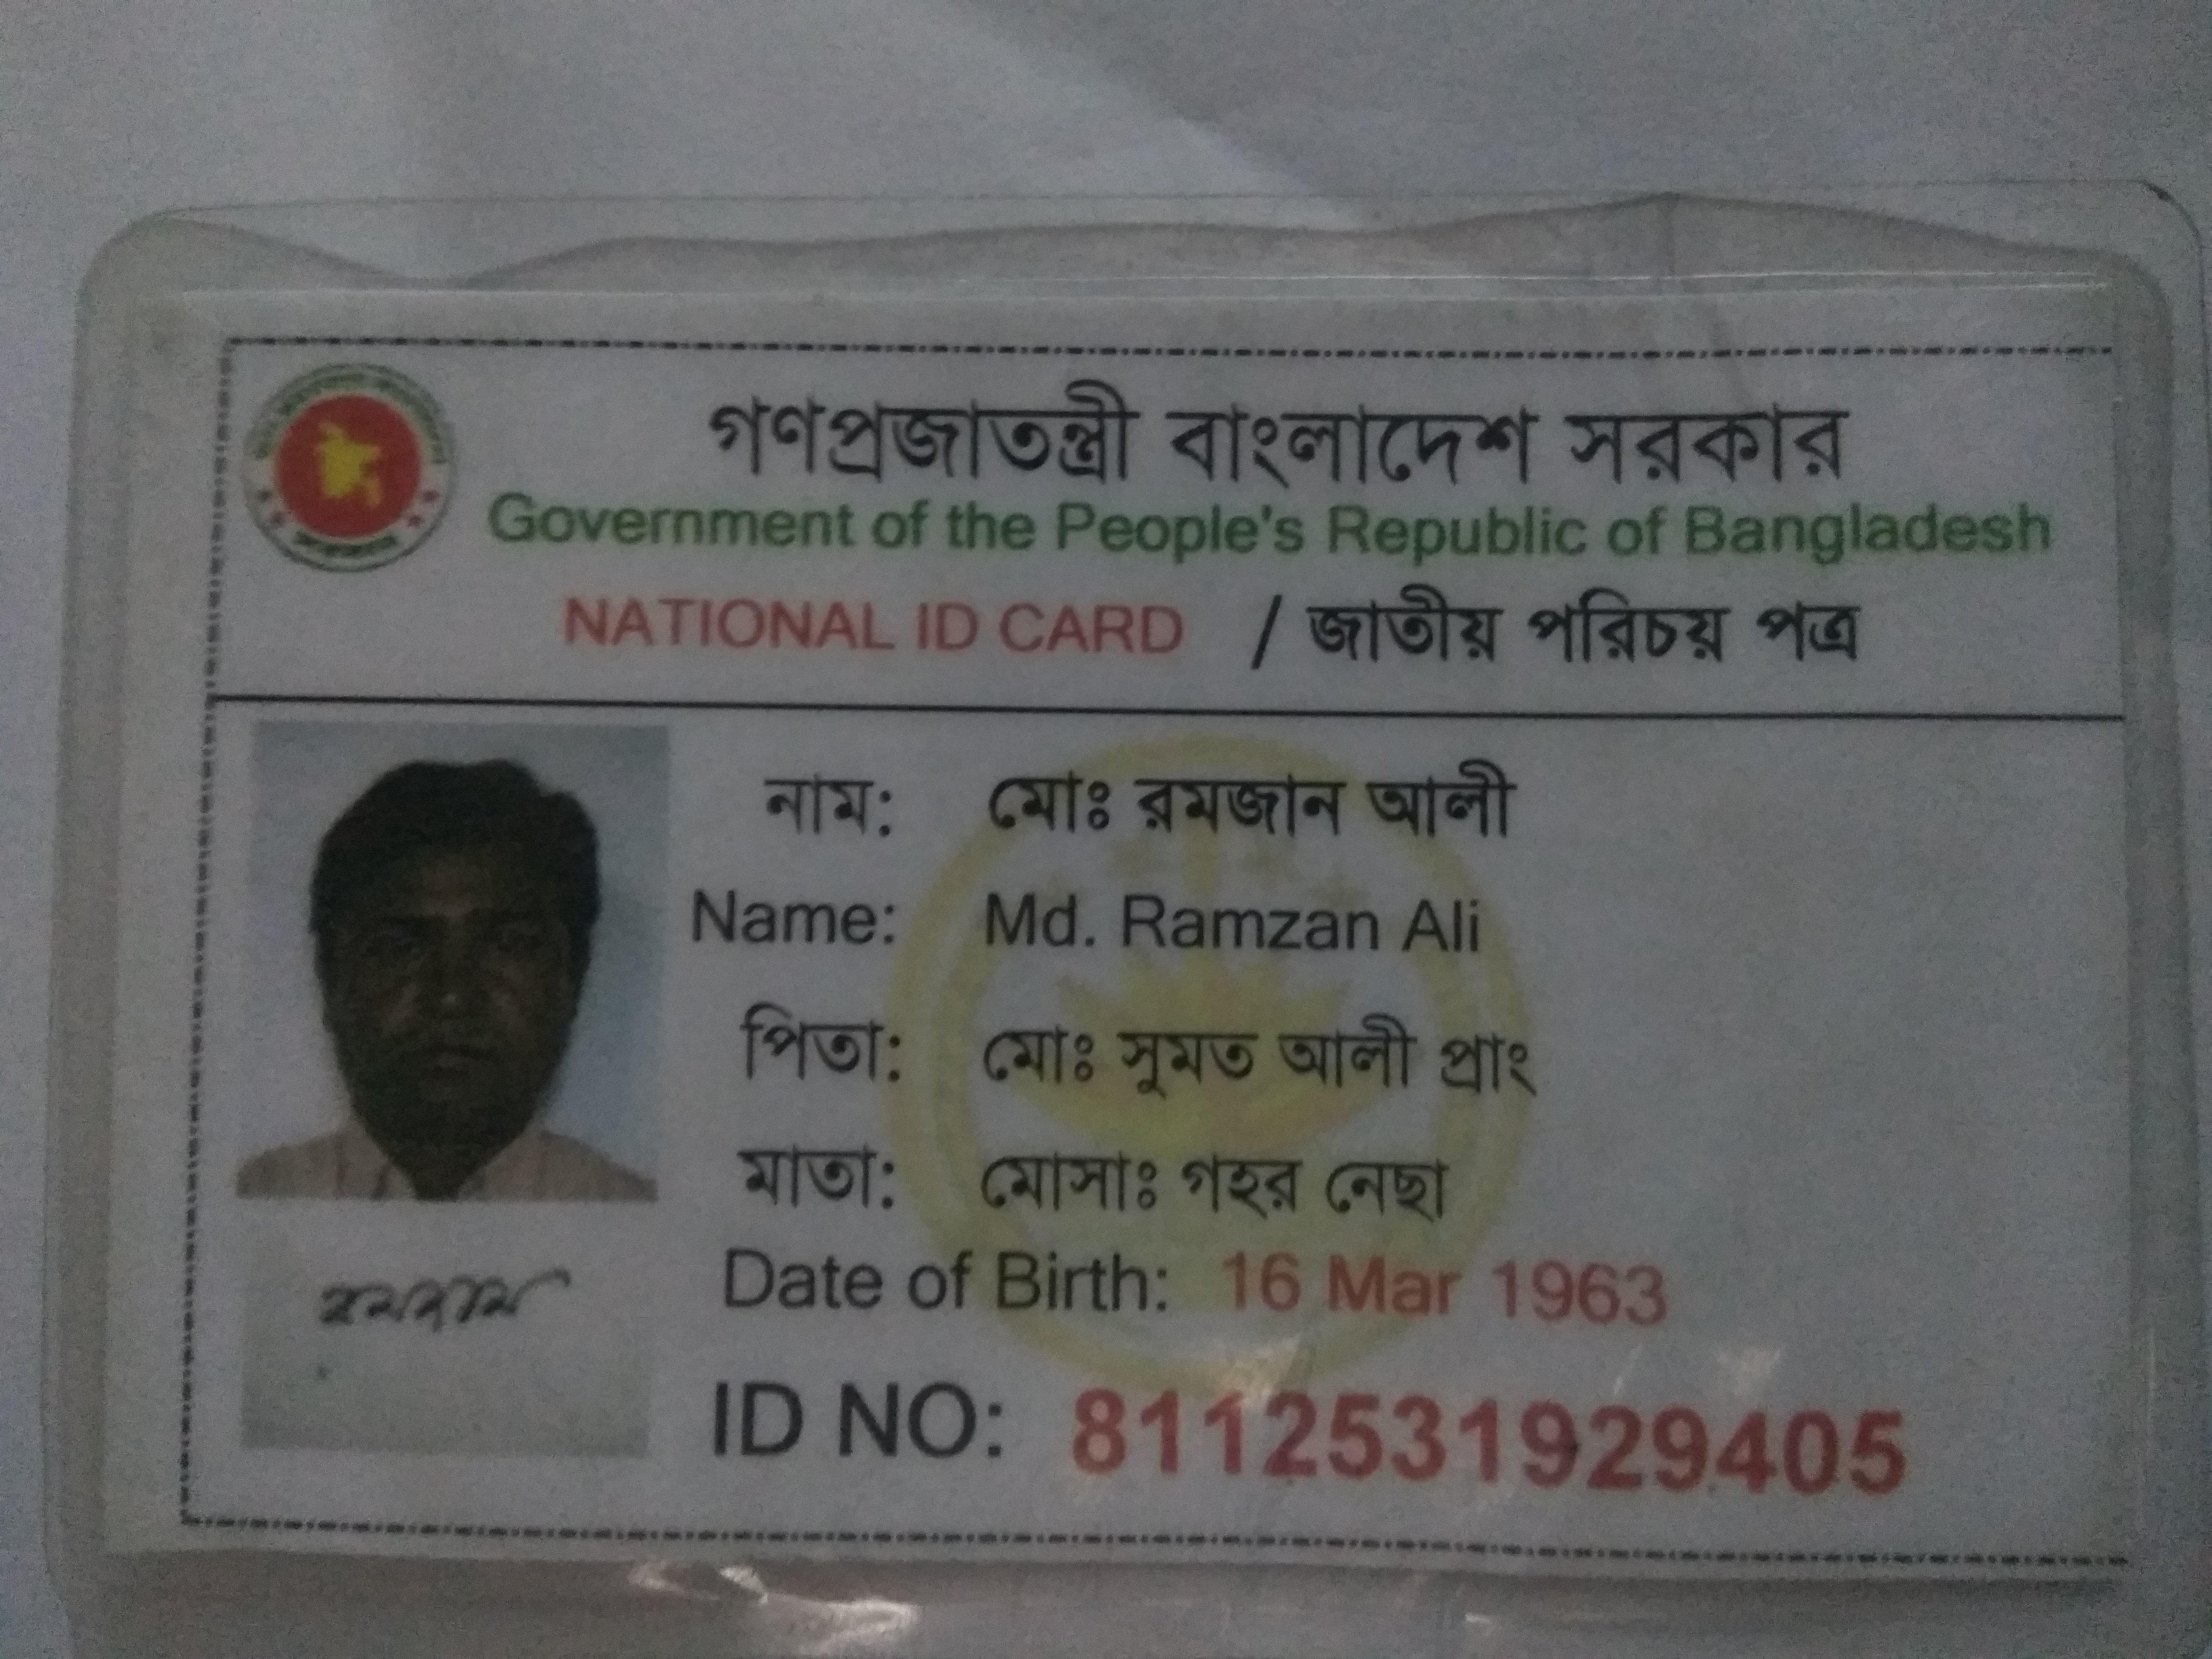 গণপ্রজাতন্ত্রী বাংলাদেশ সরকার
Government of the People's Republic of Bangladesh
NATIONAL ID CARD / জাতীয় পরিচয় পত্র
নাম: মোঃ রমজান আলী
Name: Md. Ramzan Ali
পিতা: মোঃ সুমত আলী প্রাং
মাতা: মোসাঃ গহর নেছা
Date of Birth: 16 Mar 1963
ID NO: 8112531929405